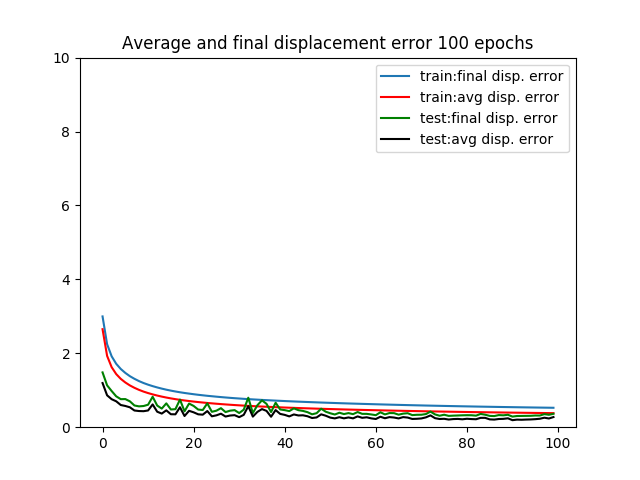 Average and final displacement error 100 epochs
10
8
6
4
2
0
train:final disp. error
train:avg disp. error
test:final disp. error
test:avg disp. error
0 20 40 60 80 100